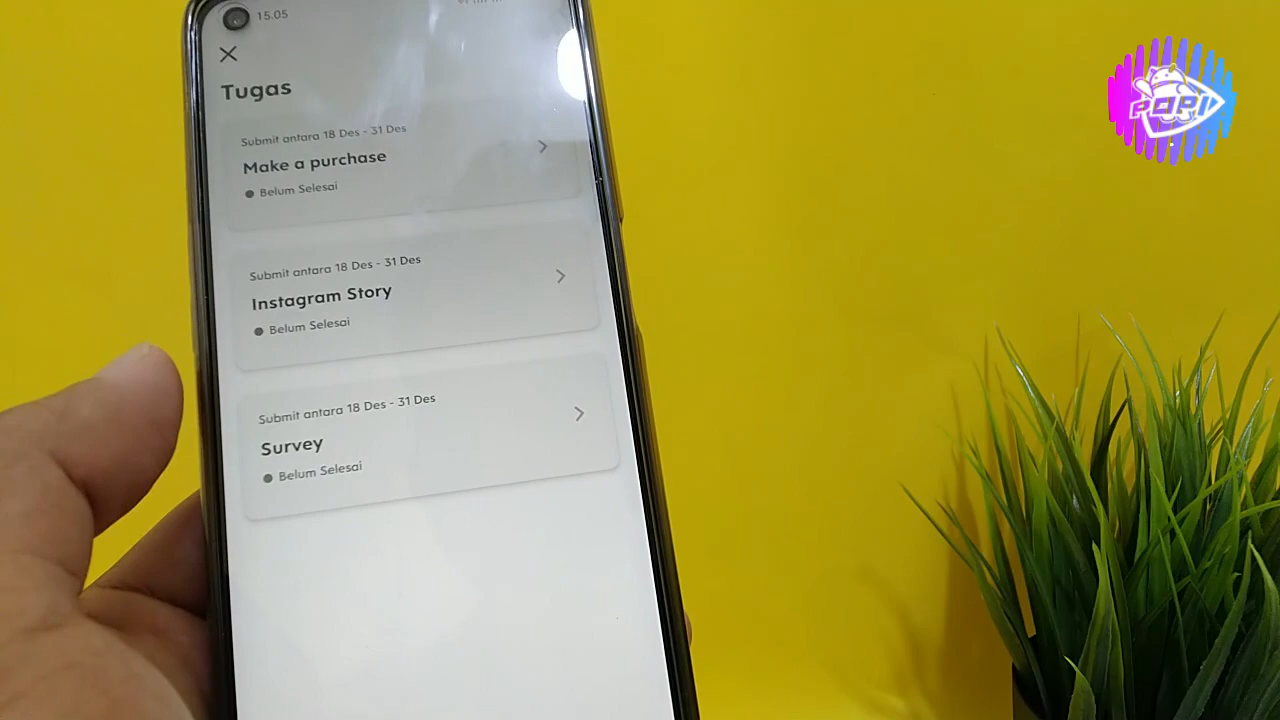 15.05
Tugas
Submit antara 18 Des - 31 Des
Make a purchase
Belum Selesai
Submit antara 18 Des - 31 Des
Instagram Story
Belum Selesai
Submit antara 18 Des - 31 Des
Survey
Belum Selesai
PAPI